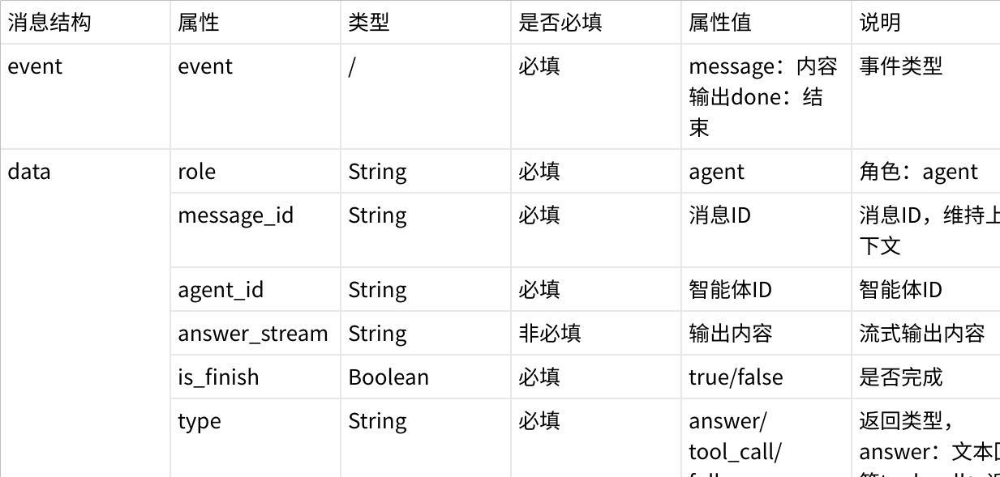 消息结构 属性 类型 是否必填 属性值 说明
event event / 必填 message：内容 事件类型
输出done：结
束
data role String 必填 agent 角色：agent
message_id String 必填 消息ID 消息ID，维持上
下文
agent_id String 必填 智能体ID 智能体ID
answer_stream String 非必填 输出内容 流式输出内容
is_finish Boolean 必填 true/false 是否完成
type String 必填 answer/ 返回类型，
tool_call/ answer：文本